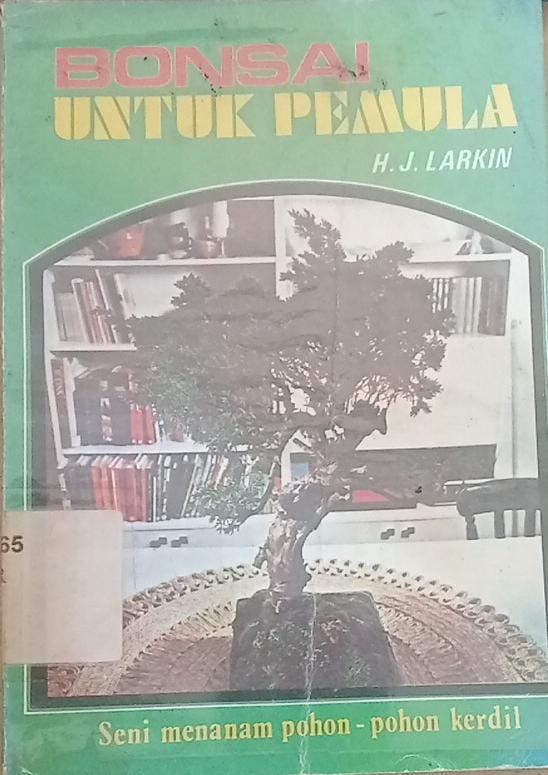 BONSAI
UNTUK PEMULA
H. J. LARKIN
65
Seni menanam pohon-pohon kerdil